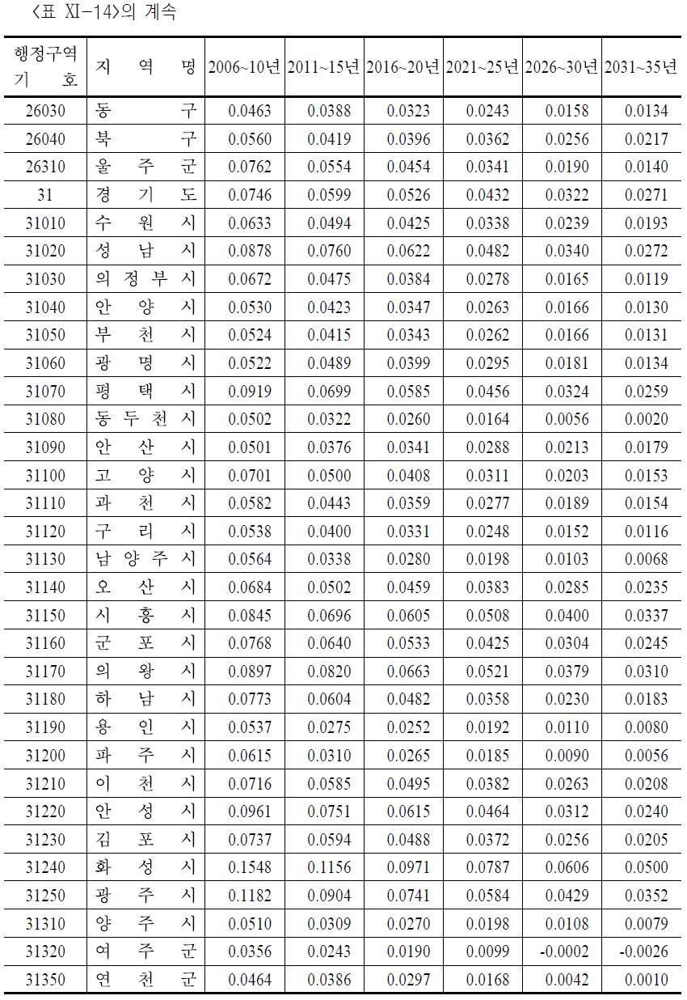 <표 XI-14>의 계속
행정구역 기 호 지 역 명 2006~10년 2011~15년 2016~20년 2021~25년 2026~30년 2031~35년
26030 동 구 0.0463 0.0388 0.0323 0.0243 0.0158 0.0134
26040 북 구 0.0560 0.0419 0.0396 0.0362 0.0256 0.0217
26310 울 주 군 0.0762 0.0554 0.0454 0.0341 0.0190 0.0140
31 경 기 도 0.0746 0.0599 0.0526 0.0432 0.0322 0.0271
31010 수 원 시 0.0633 0.0494 0.0425 0.0338 0.0239 0.0193
31020 성 남 시 0.0878 0.0760 0.0622 0.0482 0.0340 0.0272
31030 의 정 부 시 0.0672 0.0475 0.0384 0.0278 0.0165 0.0119
31040 안 양 시 0.0530 0.0423 0.0347 0.0263 0.0166 0.0130
31050 부 천 시 0.0524 0.0415 0.0343 0.0262 0.0166 0.0131
31060 광 명 시 0.0522 0.0489 0.0399 0.0295 0.0181 0.0134
31070 평 택 시 0.0919 0.0699 0.0585 0.0456 0.0324 0.0259
31080 동 두 천 시 0.0502 0.0322 0.0260 0.0164 0.0056 0.0020
31090 안 산 시 0.0501 0.0376 0.0341 0.0288 0.0213 0.0179
31100 고 양 시 0.0701 0.0500 0.0408 0.0311 0.0203 0.0153
31110 과 천 시 0.0582 0.0443 0.0359 0.0277 0.0189 0.0154
31120 구 리 시 0.0538 0.0400 0.0331 0.0248 0.0152 0.0116
31130 남 양 주 시 0.0564 0.0338 0.0280 0.0198 0.0103 0.0068
31140 오 산 시 0.0684 0.0502 0.0459 0.0383 0.0285 0.0235
31150 시 흥 시 0.0845 0.0696 0.0605 0.0508 0.0400 0.0337
31160 군 포 시 0.0768 0.0640 0.0533 0.0425 0.0304 0.0245
31170 의 왕 시 0.0897 0.0820 0.0663 0.0521 0.0379 0.0310
31180 하 남 시 0.0773 0.0604 0.0482 0.0358 0.0230 0.0183
31190 용 인 시 0.0537 0.0275 0.0252 0.0192 0.0110 0.0080
31200 파 주 시 0.0615 0.0310 0.0265 0.0185 0.0090 0.0056
31210 이 천 시 0.0716 0.0585 0.0495 0.0382 0.0263 0.0208
31220 안 성 시 0.0961 0.0751 0.0615 0.0464 0.0312 0.0240
31230 김 포 시 0.0737 0.0594 0.0488 0.0372 0.0256 0.0205
31240 화 성 시 0.1548 0.1156 0.0971 0.0787 0.0606 0.0500
31250 광 주 시 0.1182 0.0904 0.0741 0.0584 0.0429 0.0352
31310 양 주 시 0.0510 0.0309 0.0270 0.0198 0.0108 0.0079
31320 여 주 군 0.0356 0.0243 0.0190 0.0099 -0.0002 -0.0026
31350 연 천 군 0.0464 0.0386 0.0297 0.0168 0.0042 0.0010